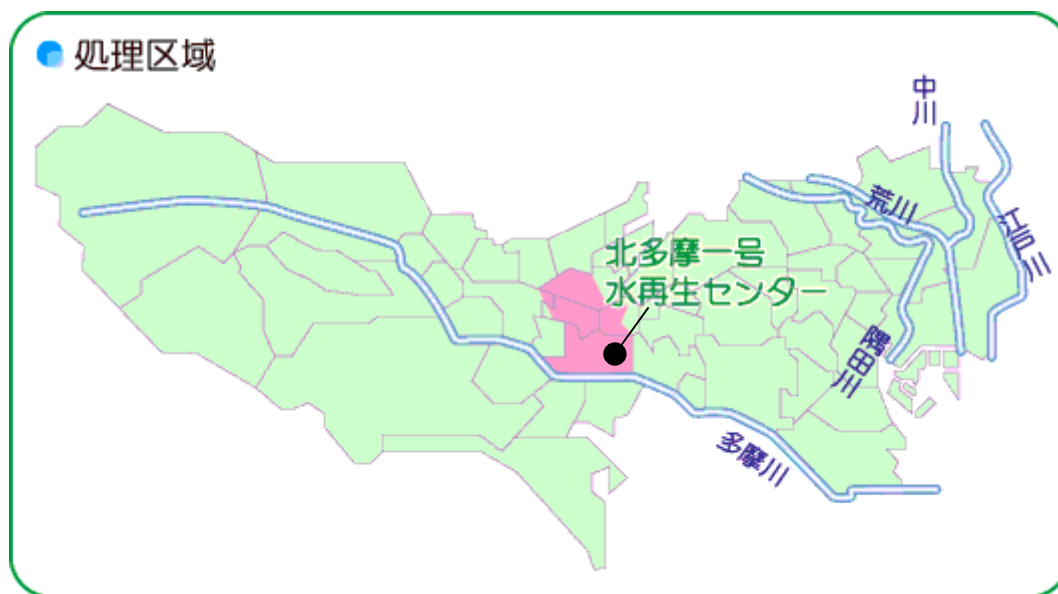 処理区域
中川
荒川
江戸川
北多摩一号
水再生センター
隅田川
多摩川